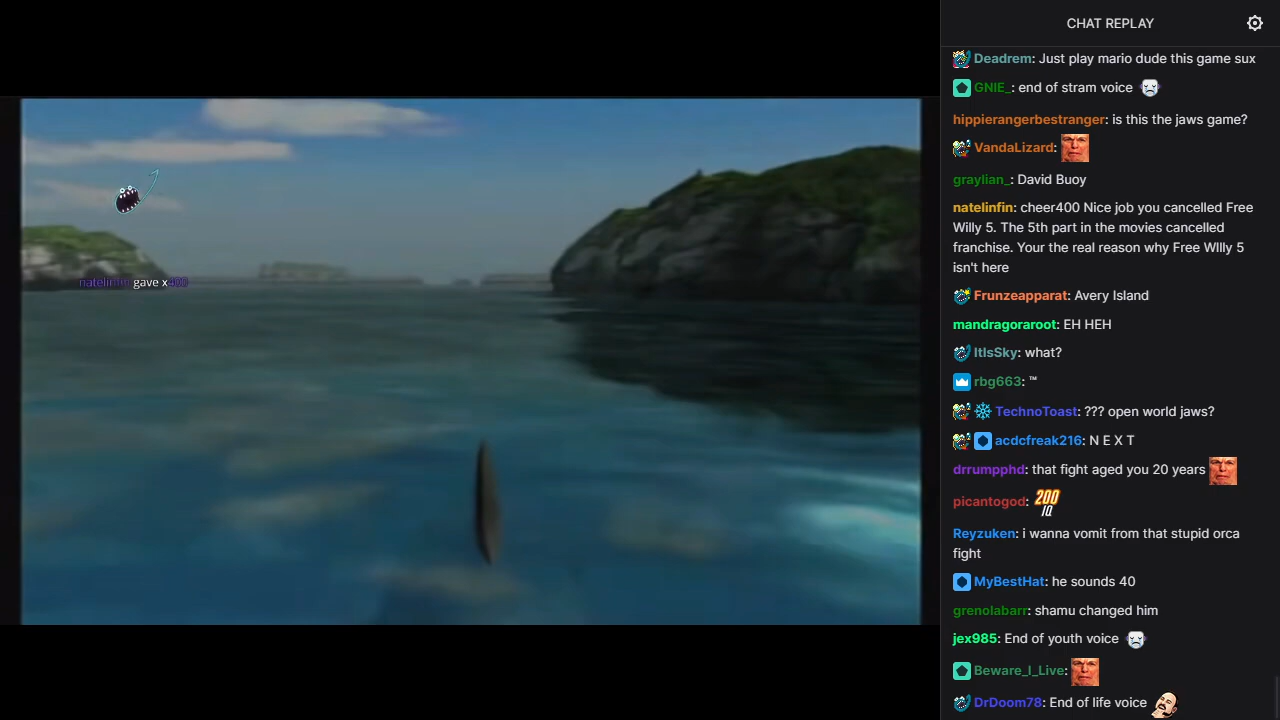 CHAT REPLAY
Deadrem: Just play mario dude this game sux
GNIE_: end of stram voice
hippierangerbestranger: is this the jaws game?
VandaLizard:
graylian_: David Buoy
natelinfin: cheer400 Nice job you cancelled Free
Willy 5. The 5th part in the movies cancelled
franchise. Your the real reason why Free WIlly 5
isn't here
Frunzeapparat: Avery Island
mandragoraroot: EH HEH
ItIsSky: what?
rbg663: ™
TechnoToast: ??? open world jaws?
acdcfreak216: N E X T
drrumpphd: that fight aged you 20 years
picantogod: 200 IQ
Reyzuken: i wanna vomit from that stupid orca
fight
MyBestHat: he sounds 40
grenolabarr: shamu changed him
jex985: End of youth voice
Beware_I_Live:
DrDoom78: End of life voice
natelinfin gave x400